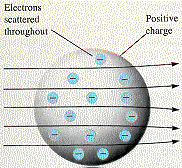 Electrons
scattered
throughout
Positive
charge